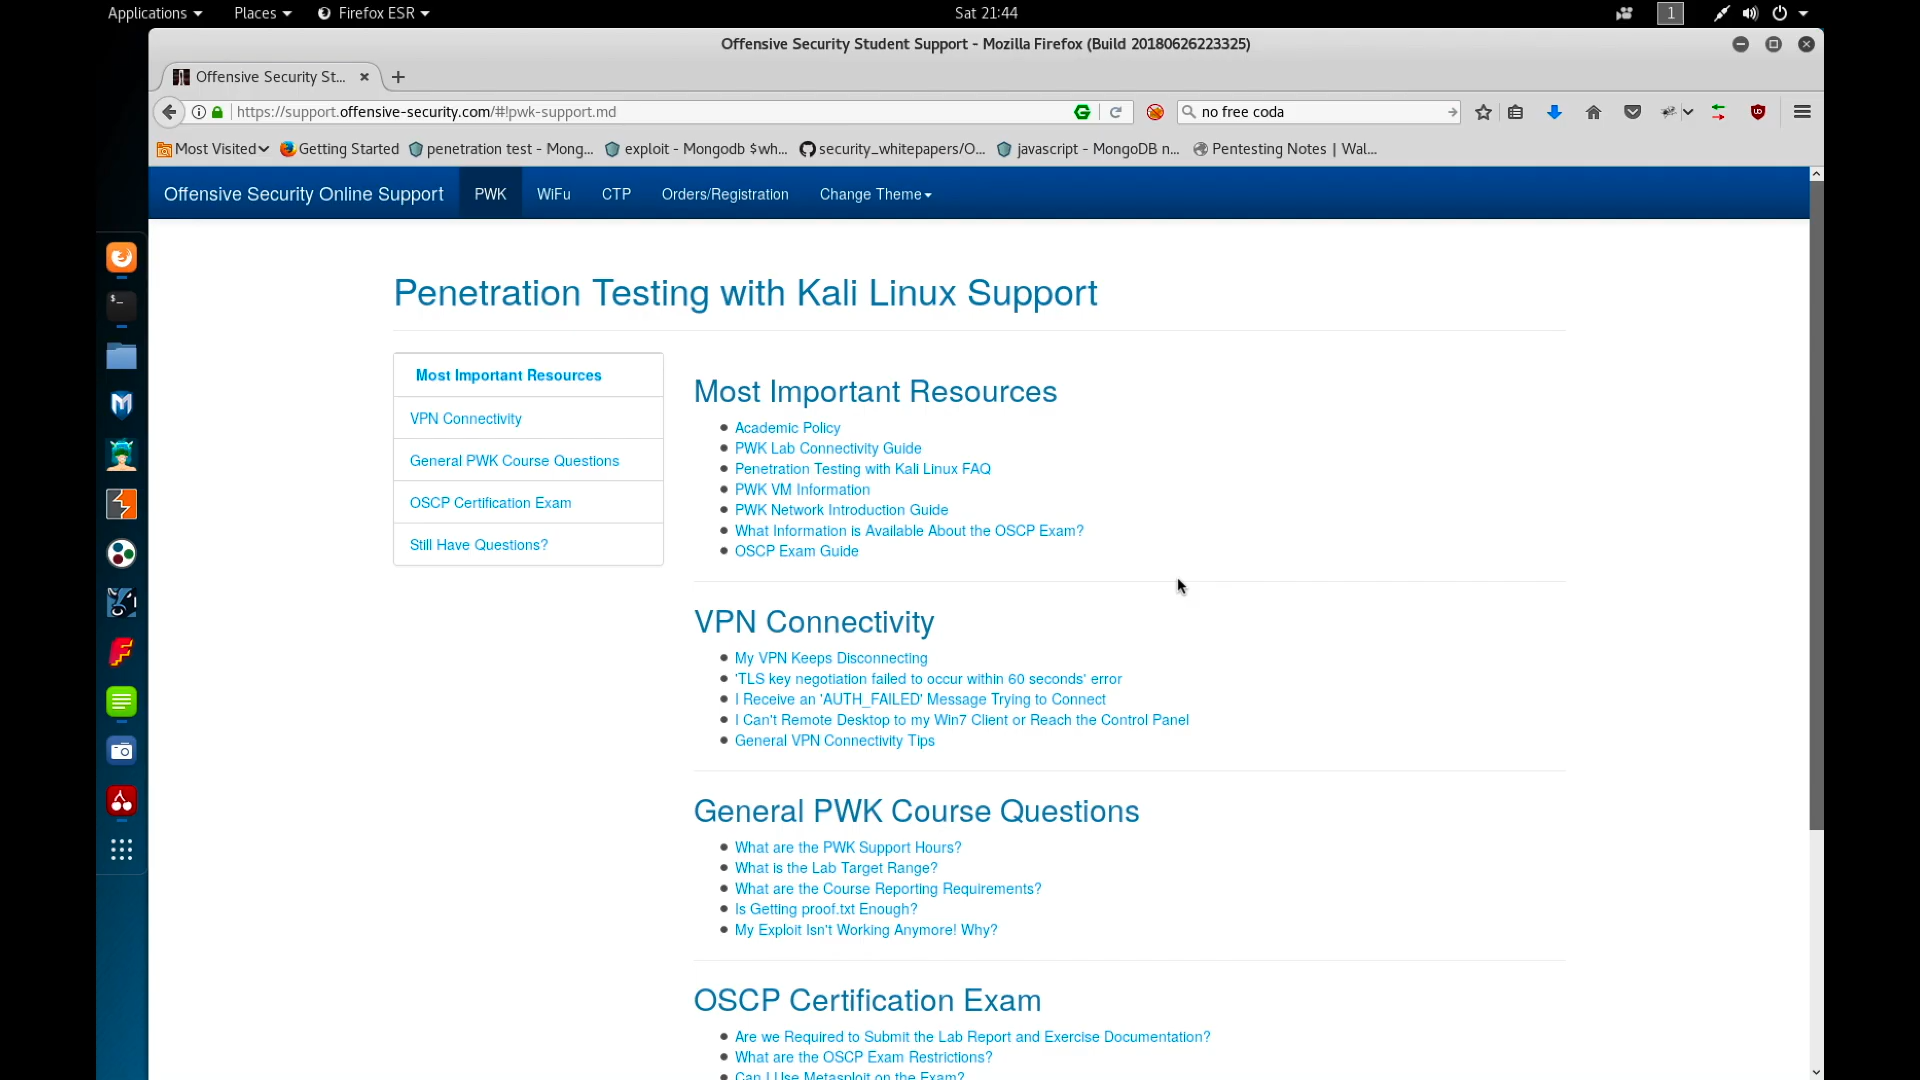 Applications Places Firefox ESR Sat 21:44 1
Offensive Security Student Support - Mozilla Firefox (Build 20180626223325)
Offensive Security St...
https://support.offensive-security.com/#!pwk-support.md no free coda
Most Visited Getting Started penetration test - Mong... exploit - Mongodb $wh... security_whitepapers/O... javascript - MongoDB n... Pentesting Notes | Wal...
Offensive Security Online Support PWK WiFu CTP Orders/Registration Change Theme
Penetration Testing with Kali Linux Support
Most Important Resources
VPN Connectivity
General PWK Course Questions
OSCP Certification Exam
Still Have Questions?
Most Important Resources
Academic Policy
PWK Lab Connectivity Guide
Penetration Testing with Kali Linux FAQ
PWK VM Information
PWK Network Introduction Guide
What Information is Available About the OSCP Exam?
OSCP Exam Guide
VPN Connectivity
My VPN Keeps Disconnecting
'TLS key negotiation failed to occur within 60 seconds' error
I Receive an 'AUTH_FAILED' Message Trying to Connect
I Can't Remote Desktop to my Win7 Client or Reach the Control Panel
General VPN Connectivity Tips
General PWK Course Questions
What are the PWK Support Hours?
What is the Lab Target Range?
What are the Course Reporting Requirements?
Is Getting proof.txt Enough?
My Exploit Isn't Working Anymore! Why?
OSCP Certification Exam
Are we Required to Submit the Lab Report and Exercise Documentation?
What are the OSCP Exam Restrictions?
Can I Use Metasploit on the Exam?